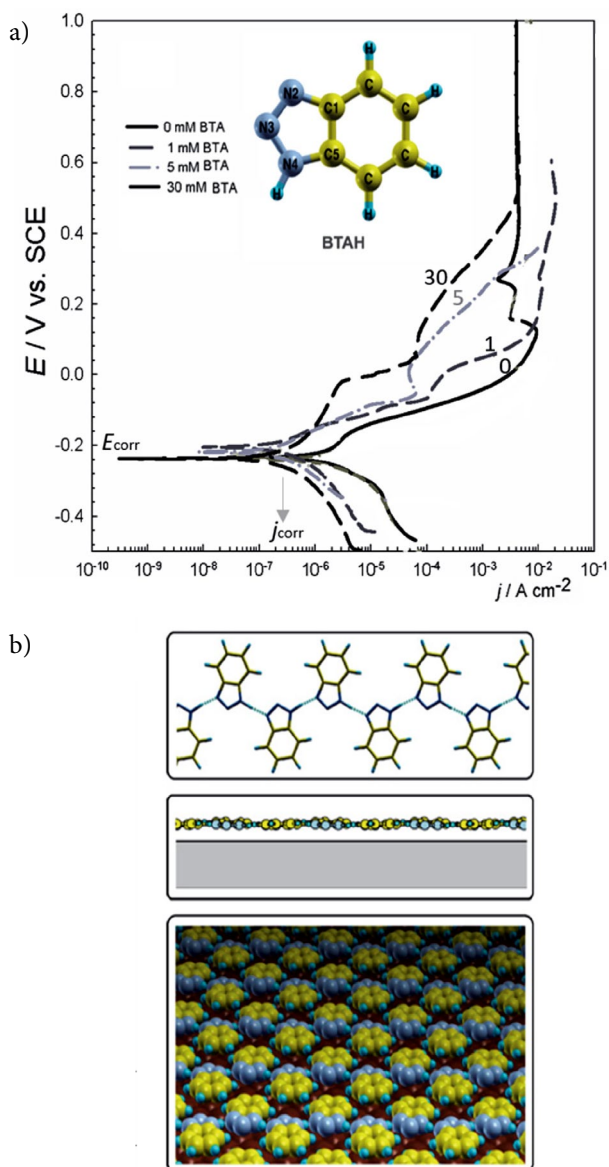 a)
E / V vs. SCE
1.0
0.8
0.6
0.4
0.2
0.0
-0.2
-0.4
0 mM BTA
1 mM BTA
5 mM BTA
30 mM BTA
H
H
H
H
H
N2
N3
N4
C1
C5
C
C
C
C
BTAH
30
5
1
0
Ecorr
jcorr
10-10 10-9 10-8 10-7 10-6 10-5 10-4 10-3 10-2 10-1
j / A cm-2
b)